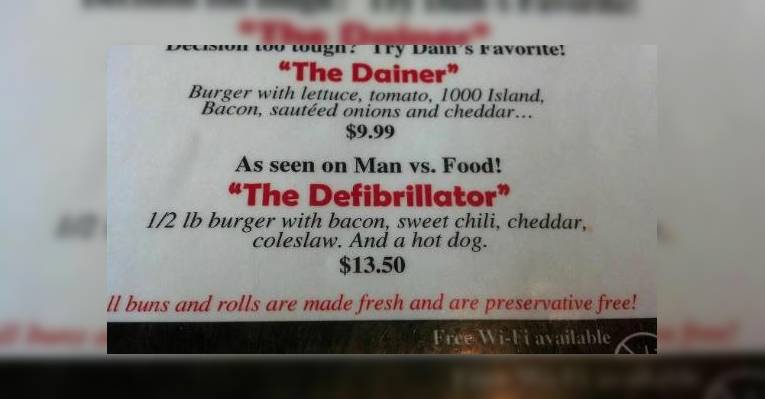 Decision too tough? Try Dain's Favorite!
"The Dainer"
Burger with lettuce, tomato, 1000 Island,
Bacon, sautéed onions and cheddar...
$9.99
As seen on Man vs. Food!
"The Defibrillator"
1/2 lb burger with bacon, sweet chili, cheddar,
coleslaw. And a hot dog.
$13.50
ll buns and rolls are made fresh and are preservative free!
Free Wi-Fi available